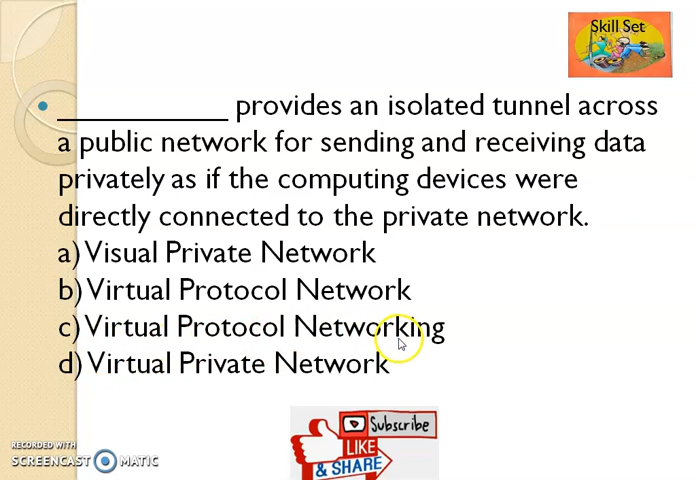 Skill Set
• __________ provides an isolated tunnel across
a public network for sending and receiving data
privately as if the computing devices were
directly connected to the private network.
a) Visual Private Network
b) Virtual Protocol Network
c) Virtual Protocol Networking
d) Virtual Private Network
Subscribe
LIKE
& SHARE
RECORDED WITH
SCREENCAST MATIC